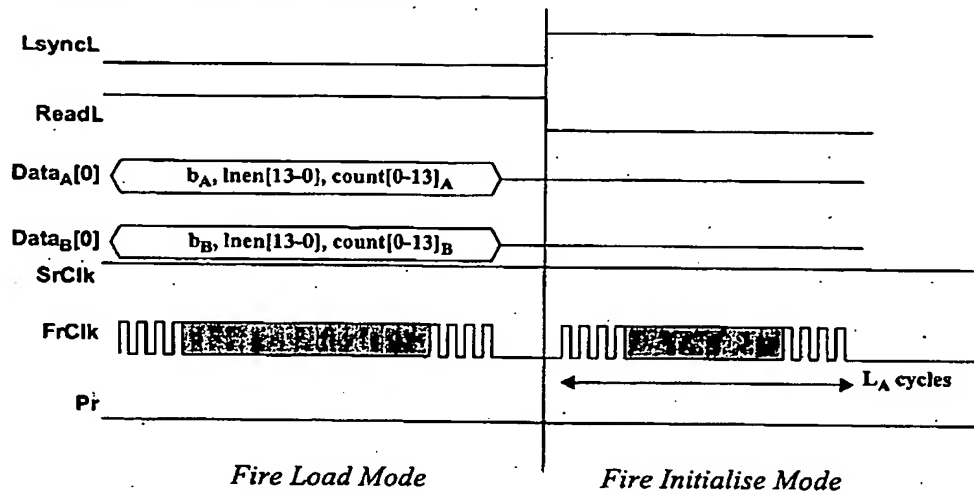 LsyncL
ReadL
DataA[0] bA, lnen[13-0], count[0-13]A
DataB[0] bB, lnen[13-0], count[0-13]B
SrClk
FrClk
LA cycles
Pr
Fire Load Mode Fire Initialise Mode